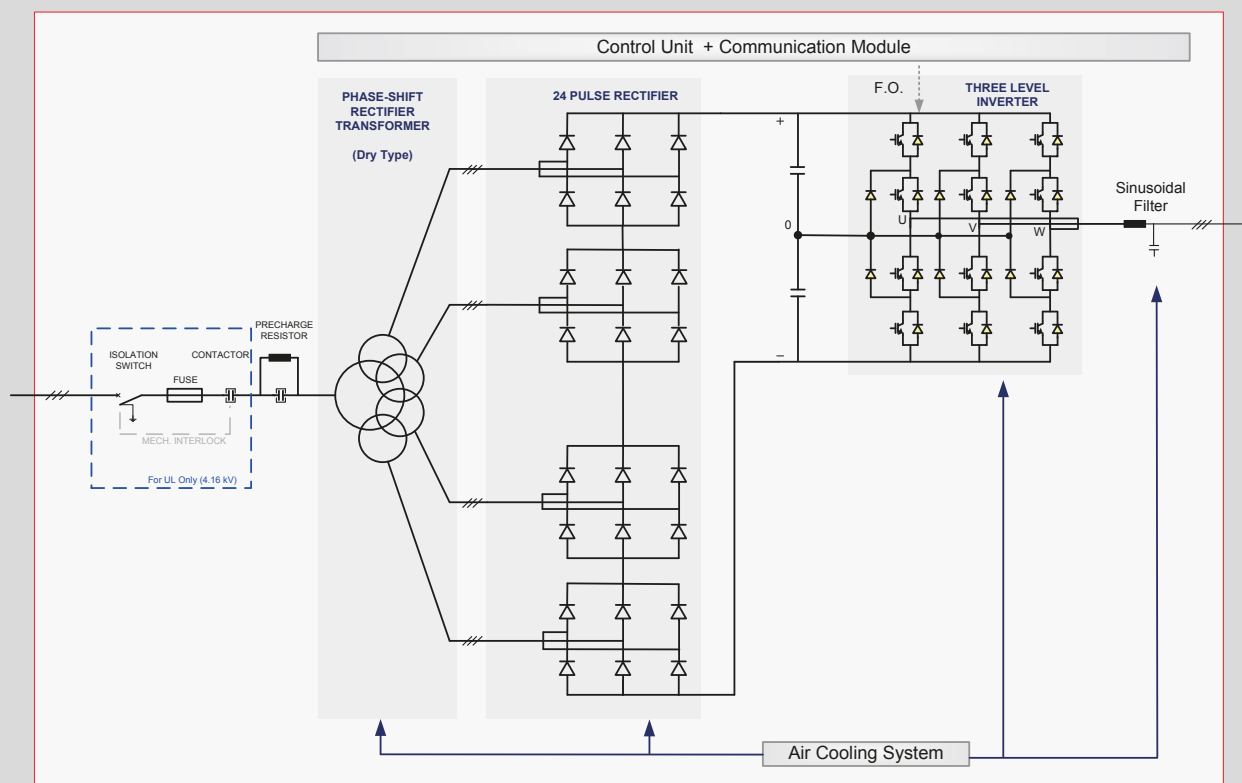 Control Unit + Communication Module
PHASE-SHIFT
RECTIFIER
TRANSFORMER
(Dry Type)
24 PULSE RECTIFIER
F.O.
THREE LEVEL
INVERTER
+
0
−
U
V
W
Sinusoidal
Filter
PRECHARGE
RESISTOR
ISOLATION
SWITCH
CONTACTOR
FUSE
MECH. INTERLOCK
For UL Only (4.16 kV)
Air Cooling System